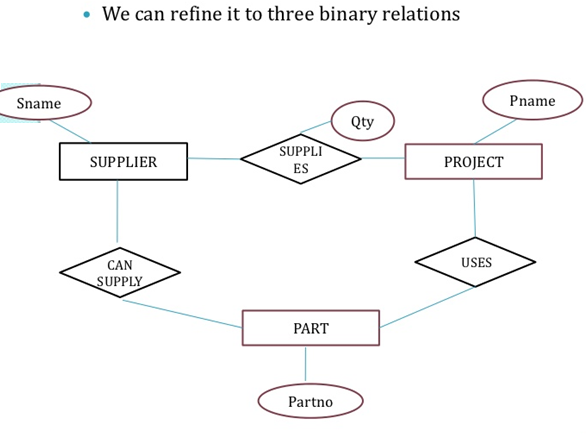 • We can refine it to three binary relations
Sname
Qty
Pname
SUPPLIER
SUPPLI
ES
PROJECT
CAN
SUPPLY
USES
PART
Partno